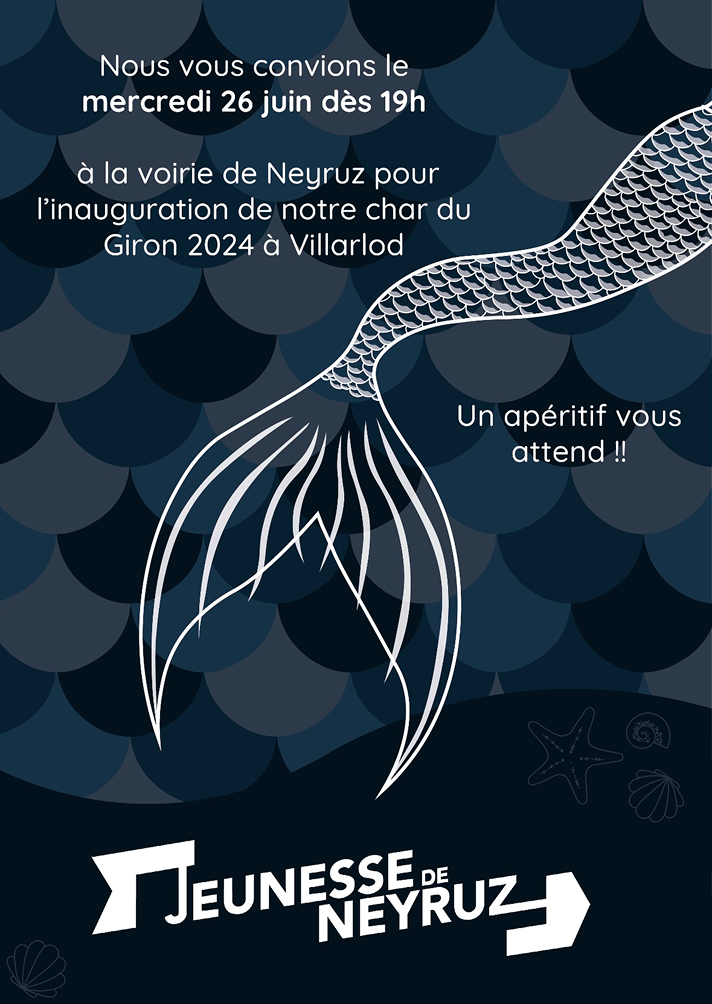 Nous vous convions le
mercredi 26 juin dès 19h
à la voirie de Neyruz pour
l'inauguration de notre char du
Giron 2024 à Villarlod
Un apéritif vous
attend !!
JEUNESSE DE
NEYRUZ